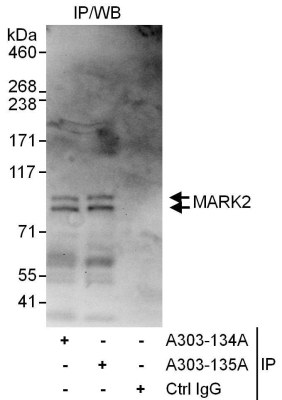 IP/WB
kDa
460
268
238
171
117
MARK2
71
55
41
+ - - A303-134A
- + - A303-135A
- - + Ctrl IgG
IP